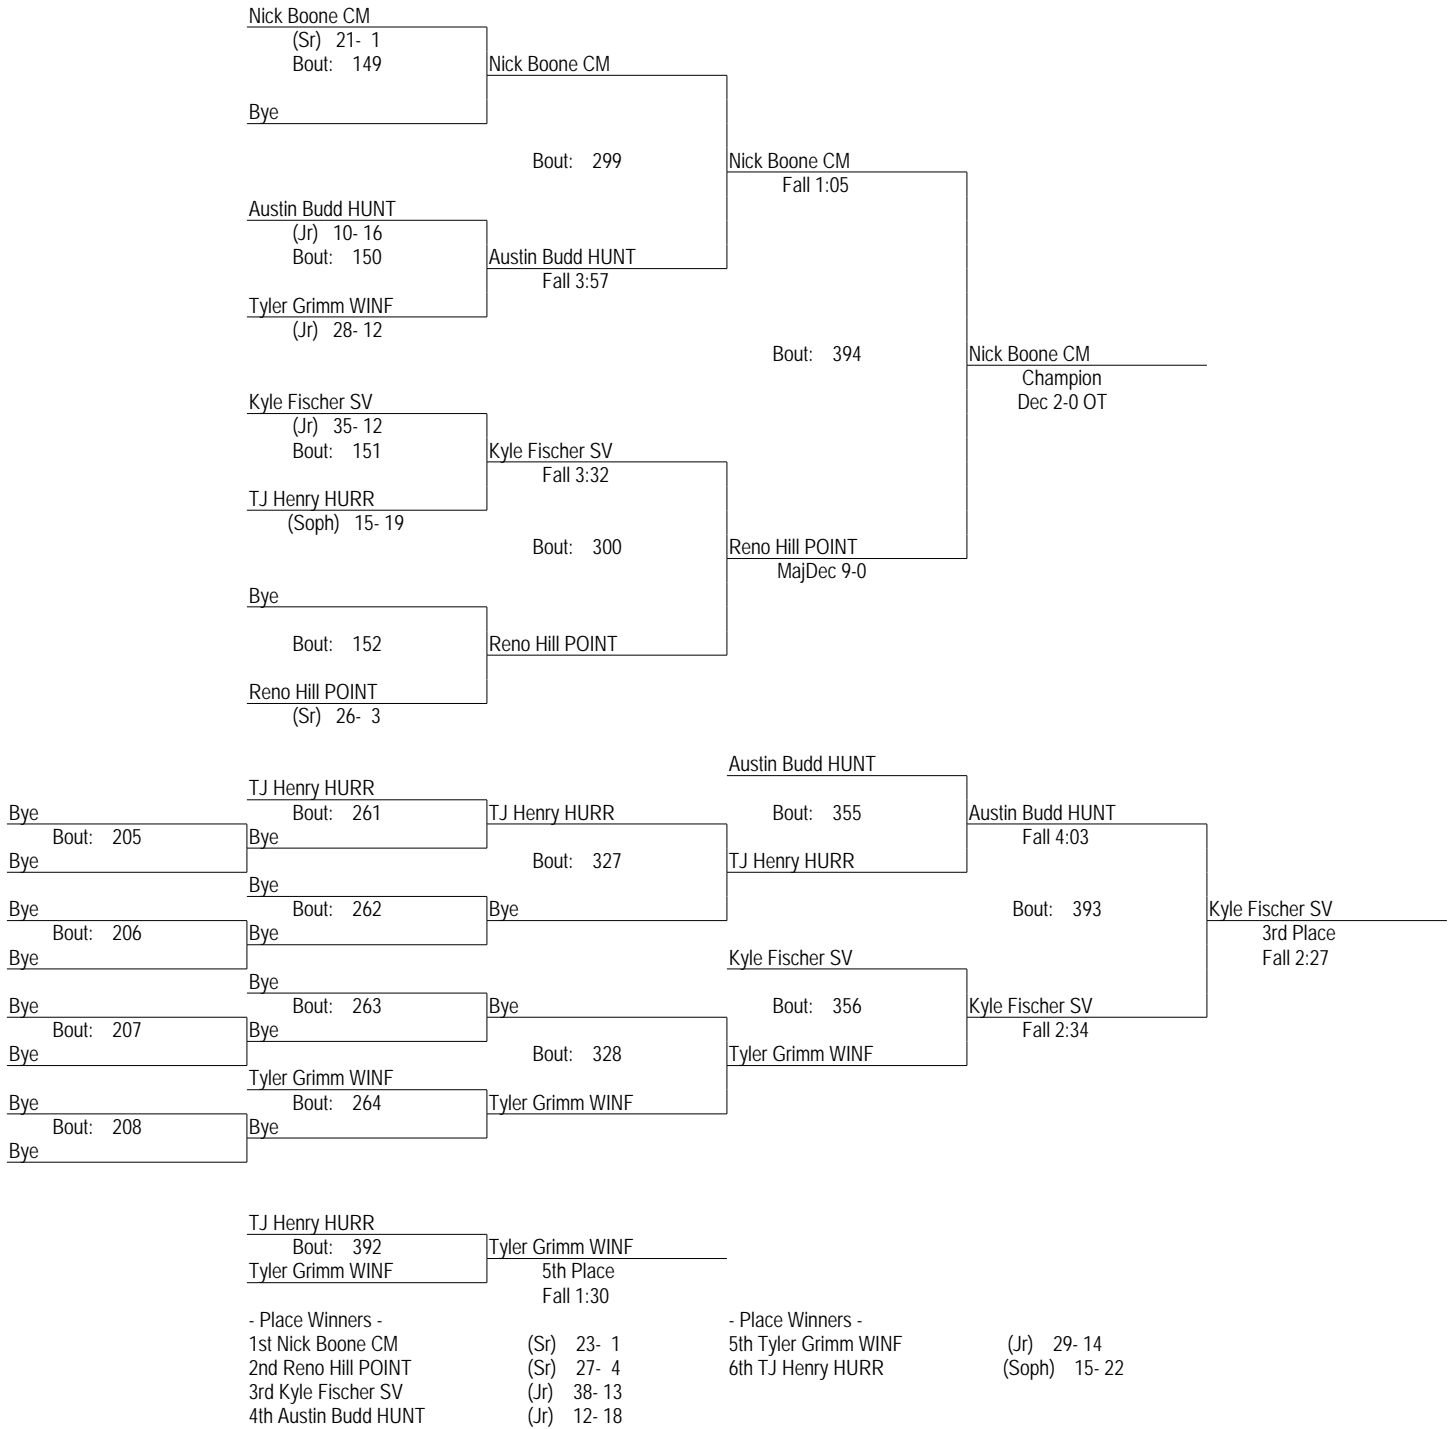 Nick Boone CM
(Sr) 21- 1
Bout: 149
Nick Boone CM
Bye
Bout: 299
Nick Boone CM
Fall 1:05
Austin Budd HUNT
(Jr) 10- 16
Bout: 150
Austin Budd HUNT
Fall 3:57
Tyler Grimm WINF
(Jr) 28- 12
Bout: 394
Nick Boone CM
Champion
Dec 2-0 OT
Kyle Fischer SV
(Jr) 35- 12
Bout: 151
Kyle Fischer SV
Fall 3:32
TJ Henry HURR
(Soph) 15- 19
Bout: 300
Reno Hill POINT
MajDec 9-0
Bye
Bout: 152
Reno Hill POINT
Reno Hill POINT
(Sr) 26- 3
Austin Budd HUNT
TJ Henry HURR
Bye
Bout: 261
TJ Henry HURR
Bout: 355
Austin Budd HUNT
Bout: 205
Bye
Fall 4:03
Bye
Bout: 327
TJ Henry HURR
Bye
Bye
Bout: 262
Bye
Bout: 393
Kyle Fischer SV
Bout: 206
Bye
3rd Place
Bye
Kyle Fischer SV
Fall 2:27
Bye
Bye
Bout: 263
Bye
Bout: 356
Kyle Fischer SV
Bout: 207
Bye
Fall 2:34
Bye
Bout: 328
Tyler Grimm WINF
Tyler Grimm WINF
Bye
Bout: 264
Tyler Grimm WINF
Bout: 208
Bye
Bye
TJ Henry HURR
Bout: 392
Tyler Grimm WINF
Tyler Grimm WINF
5th Place
Fall 1:30
- Place Winners -
1st Nick Boone CM (Sr) 23- 1
2nd Reno Hill POINT (Sr) 27- 4
3rd Kyle Fischer SV (Jr) 38- 13
4th Austin Budd HUNT (Jr) 12- 18
- Place Winners -
5th Tyler Grimm WINF (Jr) 29- 14
6th TJ Henry HURR (Soph) 15- 22